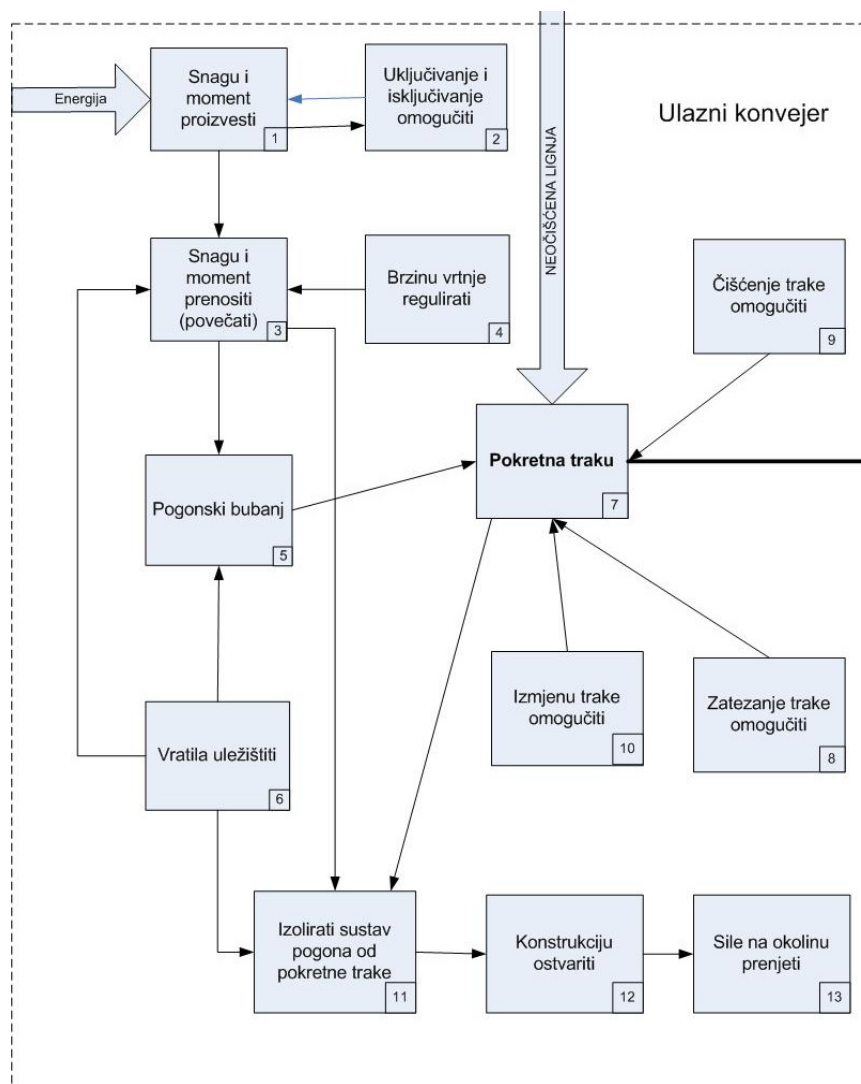 Energija
Snagu i
moment
proizvesti
1
Uključivanje i
isključivanje
omogučiti
2
NEOČIŠĆENA LIGNJA
Ulazni konvejer
Snagu i
moment
prenositi
(povečati)
3
Brzinu vrtnje
regulirati
4
Čišćenje trake
omogučiti
9
Pokretna traku
7
Pogonski bubanj
5
Vratila uležištiti
6
Izmjenu trake
omogučiti
10
Zatezanje trake
omogučiti
8
Izolirati sustav
pogona od
pokretne trake
11
Konstrukciju
ostvariti
12
Sile na okolinu
prenjeti
13